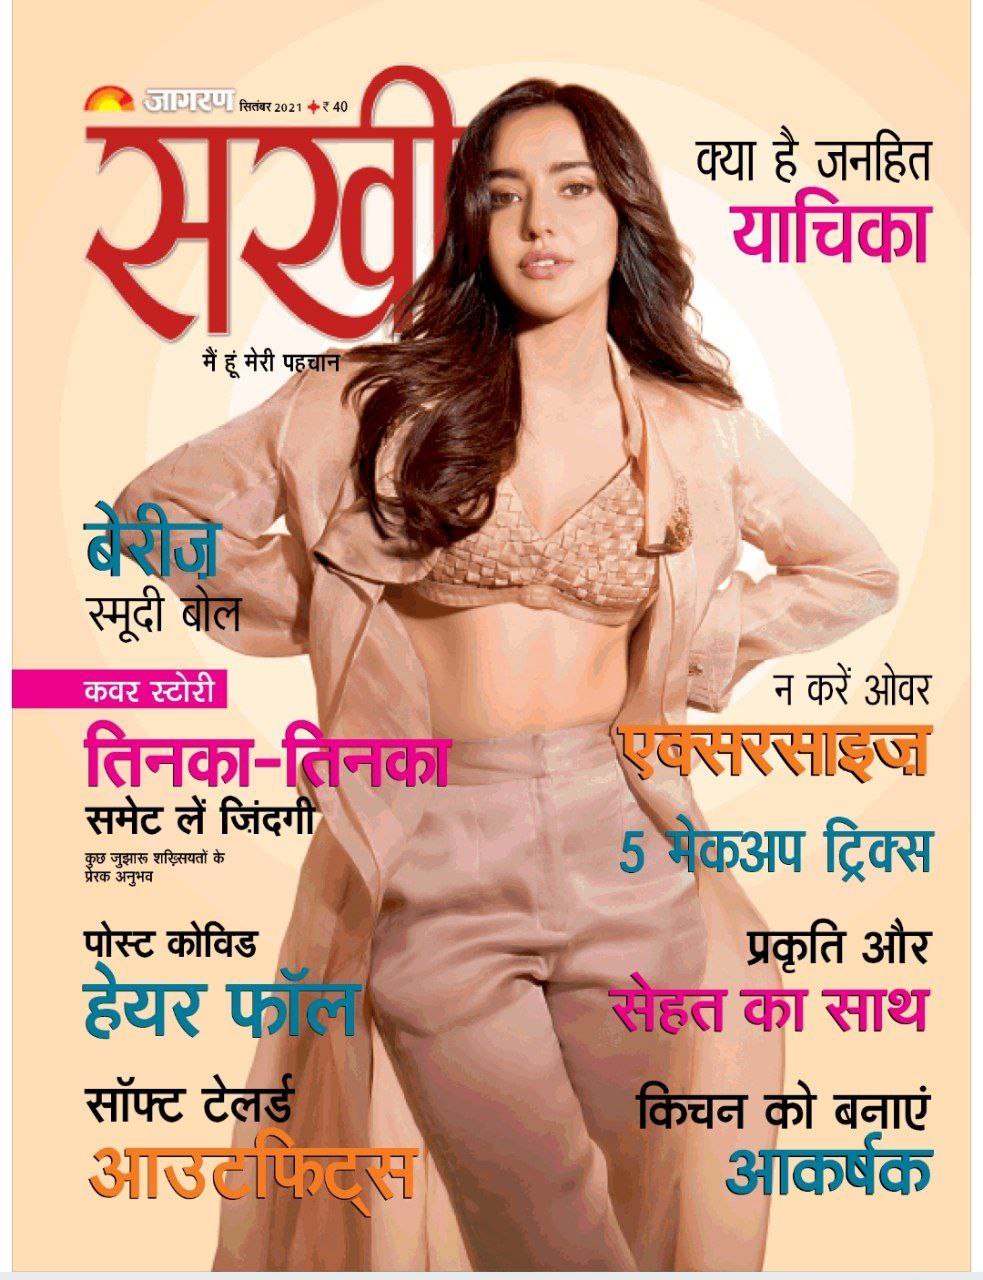 जागरण सितंबर 2021 ₹ 40
सखी
मैं हूं मेरी पहचान
क्या है जनहित
याचिका
बेरीज़
स्मूदी बोल
कवर स्टोरी
तिनका-तिनका
समेट लें ज़िंदगी
कुछ जुझारू शख़्सियतों के
प्रेरक अनुभव
पोस्ट कोविड
हेयर फॉल
सॉफ्ट टेलर्ड
आउटफिट्स
न करें ओवर
एक्सरसाइज़
5 मेकअप ट्रिक्स
प्रकृति और
सेहत का साथ
किचन को बनाएं
आकर्षक